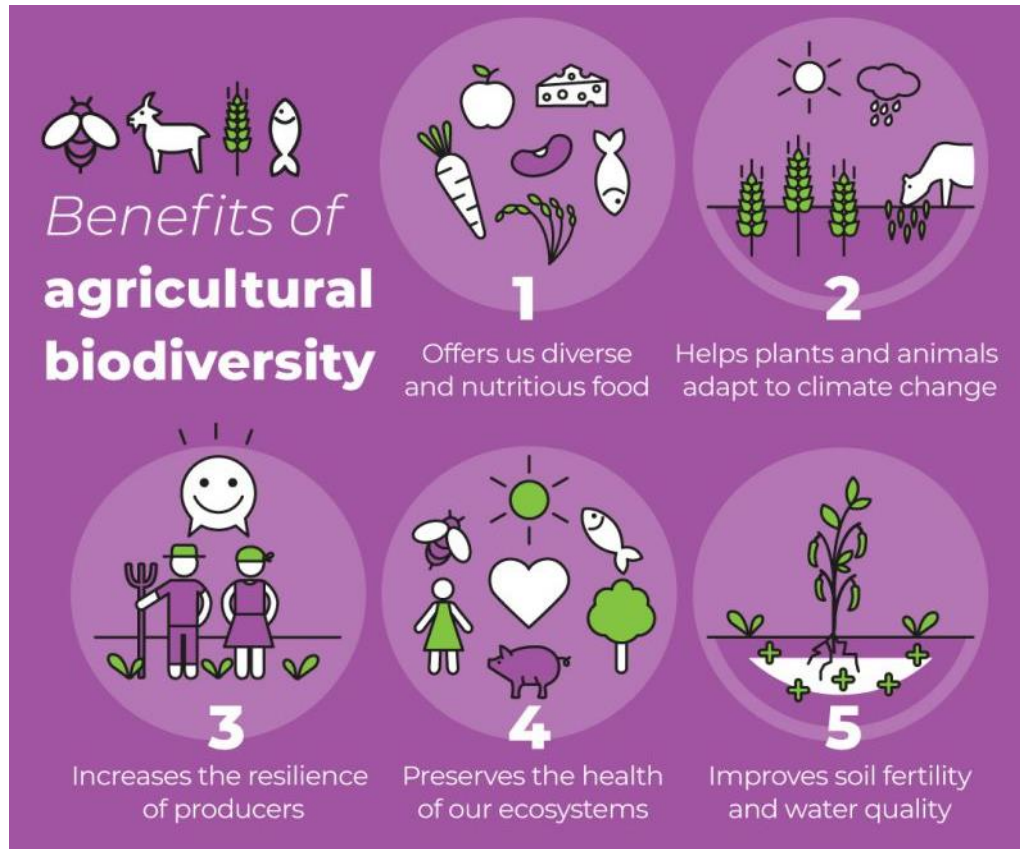 Benefits of
agricultural
biodiversity
1
Offers us diverse
and nutritious food
2
Helps plants and animals
adapt to climate change
3
Increases the resilience
of producers
4
Preserves the health
of our ecosystems
5
Improves soil fertility
and water quality